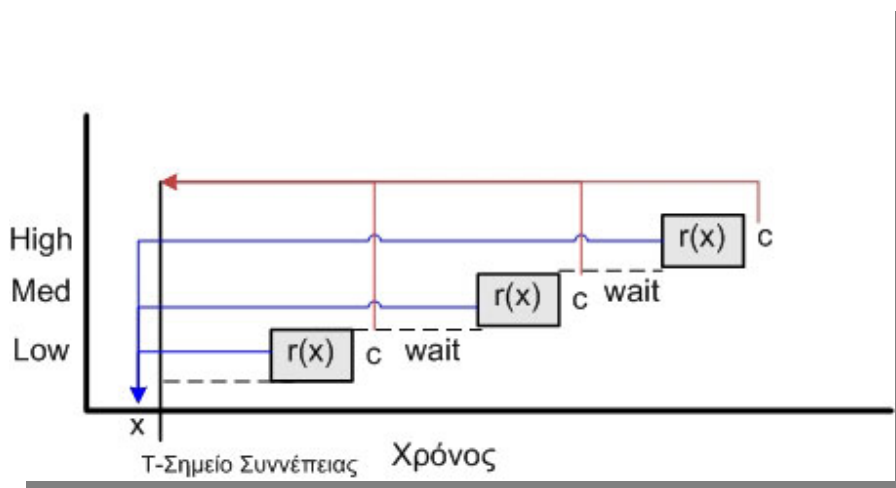 High
r(x) c
Med
r(x) c wait
Low
r(x) c wait
x
Τ-Σημείο Συννέπειας
Χρόνος